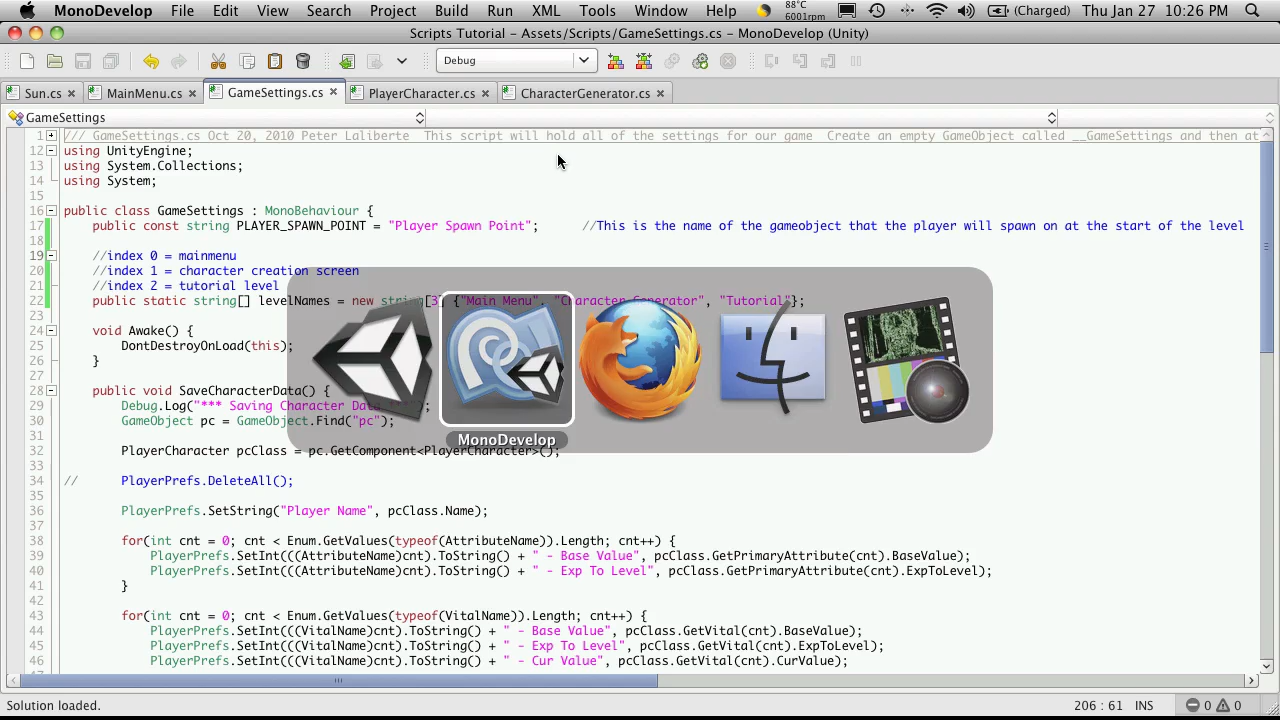 MonoDevelop File Edit View Search Project Build Run XML Tools Window Help 88°C 6001rpm (Charged) Thu Jan 27 10:26 PM
Scripts Tutorial - Assets/Scripts/GameSettings.cs - MonoDevelop (Unity)
Debug
Sun.cs MainMenu.cs GameSettings.cs PlayerCharacter.cs CharacterGenerator.cs
GameSettings
1 /// GameSettings.cs Oct 20, 2010 Peter Laliberte  This script will hold all of the settings for our game  Create an empty GameObject called __GameSettings and then at
12 using UnityEngine;
13 using System.Collections;
14 using System;
15
16 public class GameSettings : MonoBehaviour {
17 public const string PLAYER_SPAWN_POINT = "Player Spawn Point"; //This is the name of the gameobject that the player will spawn on at the start of the level
18
19 //index 0 = mainmenu
20 //index 1 = character creation screen
21 //index 2 = tutorial level
22 public static string[] levelNames = new string[3] {"Main Menu", "Character Generator", "Tutorial"};
23
24 void Awake() {
25 DontDestroyOnLoad(this);
26 }
27
28 public void SaveCharacterData() {
29 Debug.Log("*** Saving Character Data
30 GameObject pc = GameObject.Find("pc");
31
MonoDevelop
32 PlayerCharacter pcClass = pc.GetComponent<PlayerCharacter>();
33
34 // PlayerPrefs.DeleteAll();
35
36 PlayerPrefs.SetString("Player Name", pcClass.Name);
37
38 for(int cnt = 0; cnt < Enum.GetValues(typeof(AttributeName)).Length; cnt++) {
39 PlayerPrefs.SetInt(((AttributeName)cnt).ToString() + " - Base Value", pcClass.GetPrimaryAttribute(cnt).BaseValue);
40 PlayerPrefs.SetInt(((AttributeName)cnt).ToString() + " - Exp To Level", pcClass.GetPrimaryAttribute(cnt).ExpToLevel);
41 }
42
43 for(int cnt = 0; cnt < Enum.GetValues(typeof(VitalName)).Length; cnt++) {
44 PlayerPrefs.SetInt(((VitalName)cnt).ToString() + " - Base Value", pcClass.GetVital(cnt).BaseValue);
45 PlayerPrefs.SetInt(((VitalName)cnt).ToString() + " - Exp To Level", pcClass.GetVital(cnt).ExpToLevel);
46 PlayerPrefs.SetInt(((VitalName)cnt).ToString() + " - Cur Value", pcClass.GetVital(cnt).CurValue);
Solution loaded. 206 : 61 INS 0 0